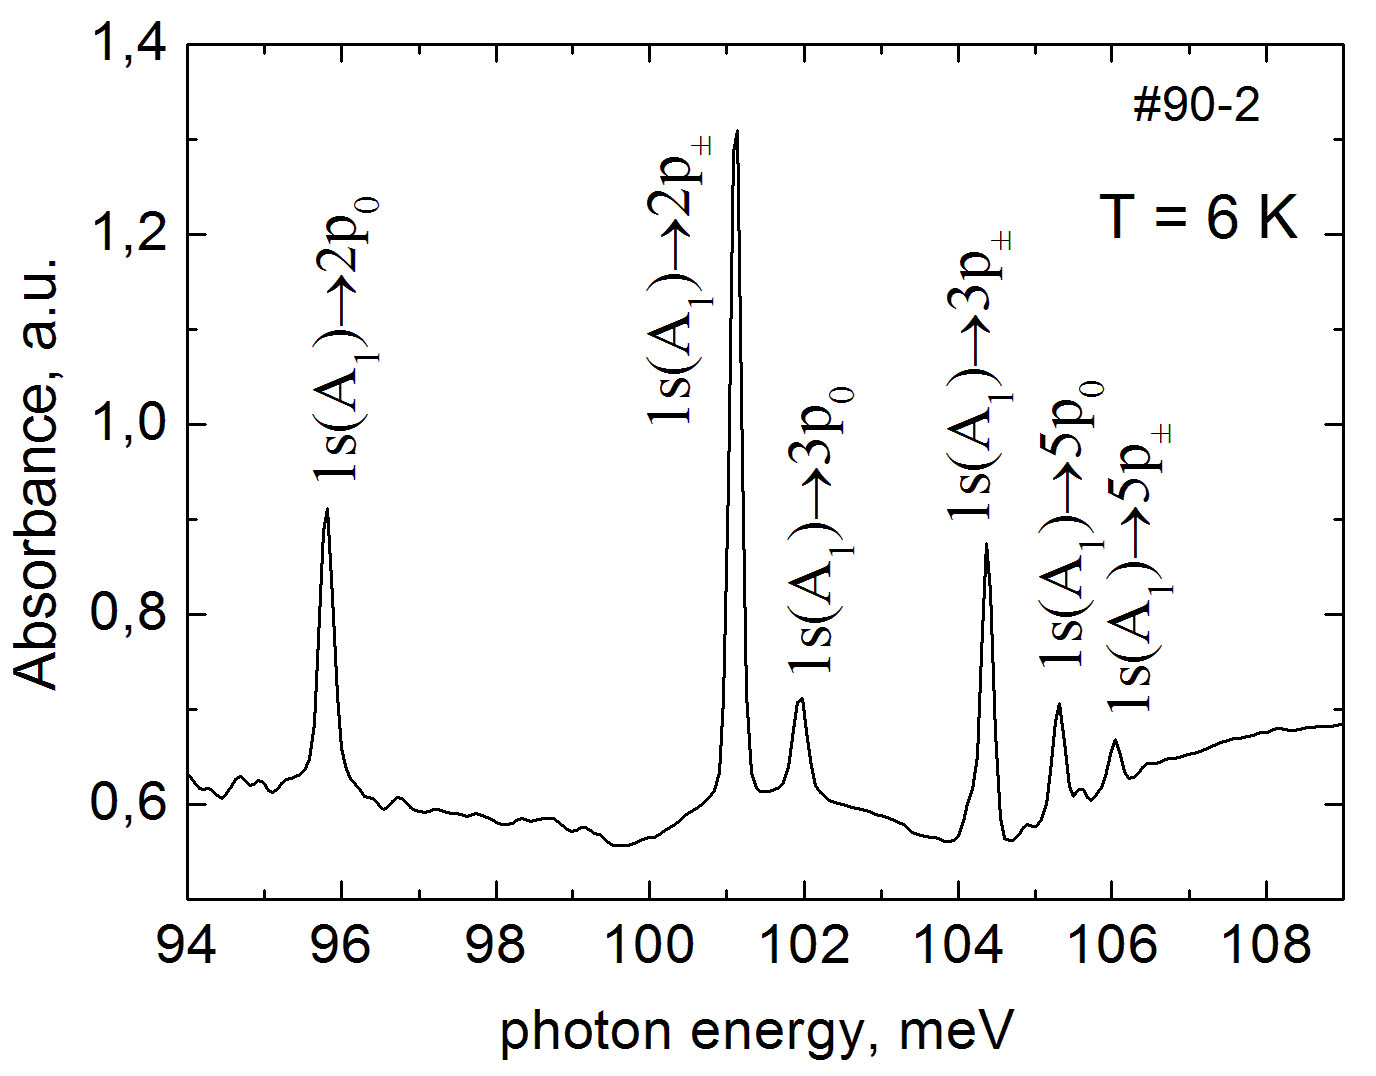 #90-2
T = 6 K
1s(A₁)→2p₀
1s(A₁)→2p±
1s(A₁)→3p₀
1s(A₁)→3p±
1s(A₁)→5p₀
1s(A₁)→5p±
Absorbance, a.u.
1,4
1,2
1,0
0,8
0,6
94 96 98 100 102 104 106 108
photon energy, meV